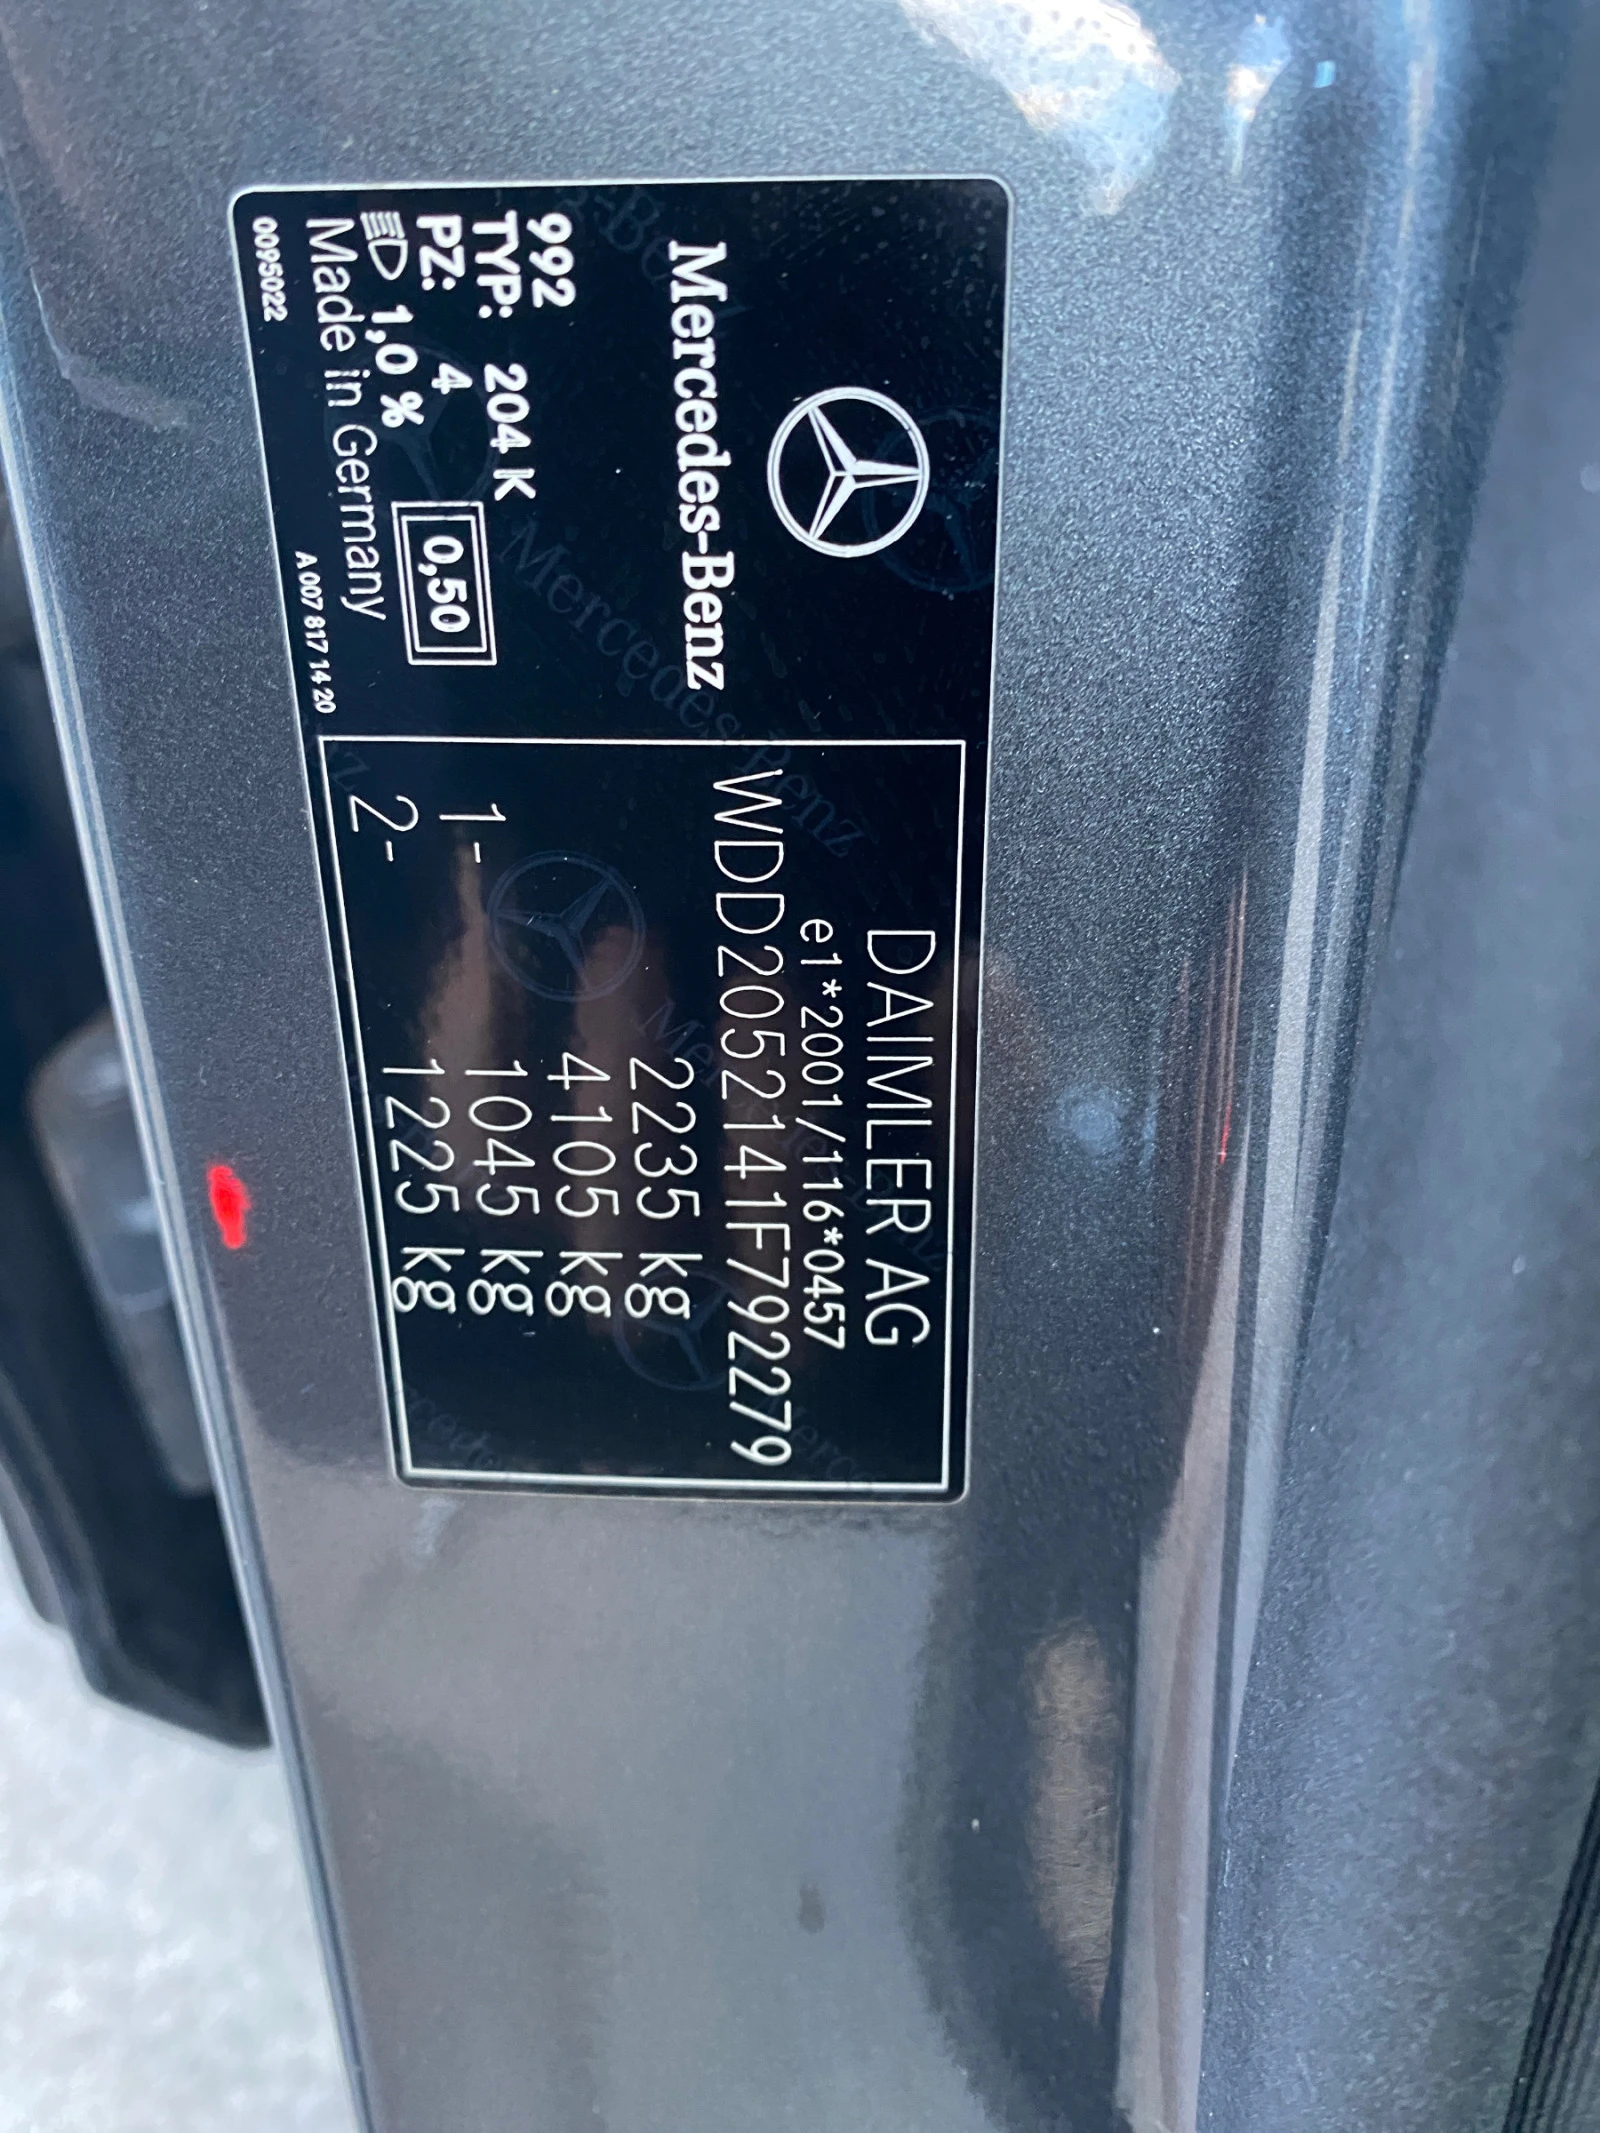 Mercedes-Benz
992
TYP: 204 K
PZ: 4
1,0 %
0,50
Made in Germany
0095022
A 007 817 14 20
DAIMLER AG
e1*2001/116*0457
WDD2052141F792279
2235 kg
4105 kg
1- 1045 kg
2- 1225 kg